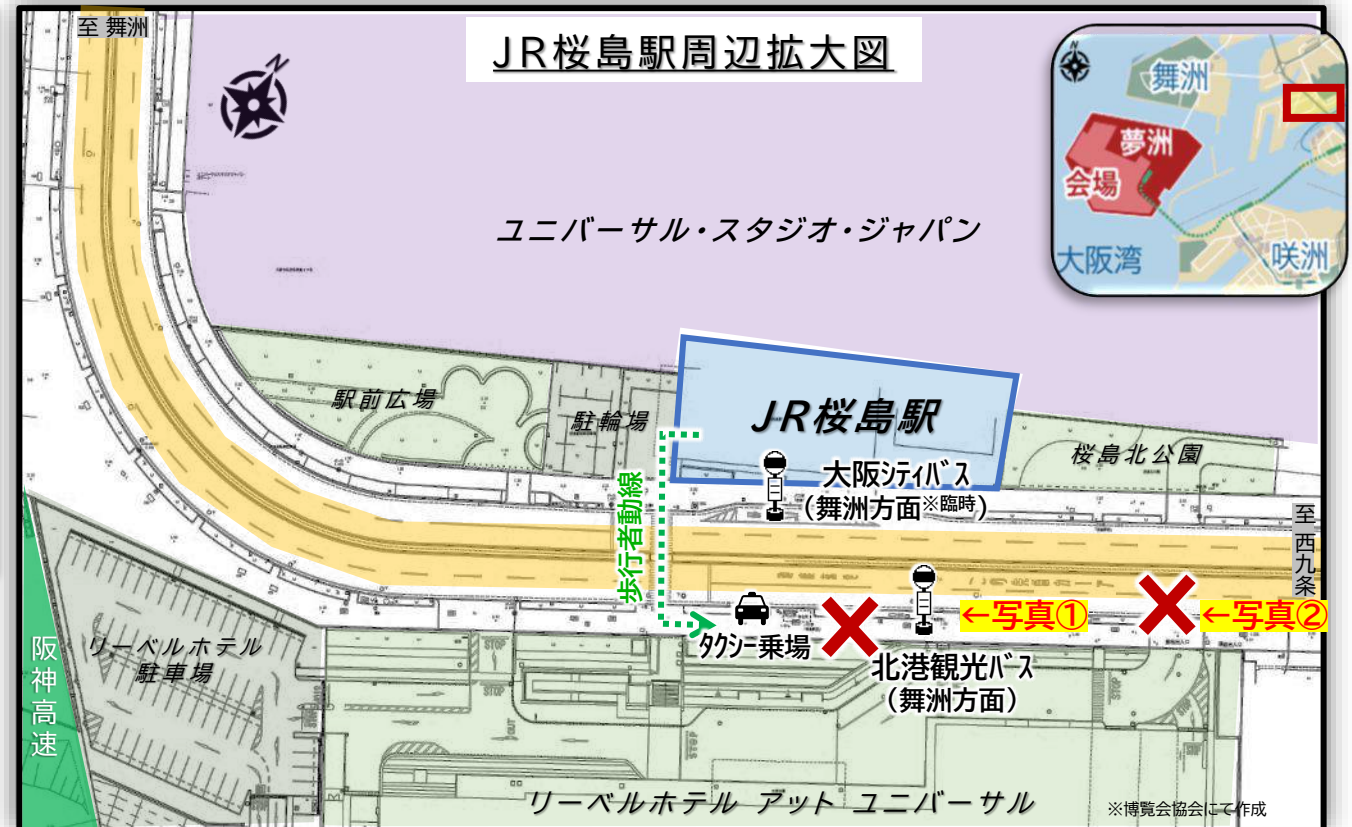 至 舞洲
JR桜島駅周辺拡大図
N
N
舞洲
夢洲
会場
大阪湾
咲洲
ユニバーサル・スタジオ・ジャパン
駅前広場
駐輪場
JR桜島駅
桜島北公園
大阪シティバス
(舞洲方面※臨時)
歩行者動線
至 西九条
←写真①
←写真②
タクシー乗場
北港観光バス
(舞洲方面)
リーベルホテル
駐車場
阪神高速
STOP
STOP
STOP
STOP
OUT
リーベルホテル アット ユニバーサル
※博覧会協会にて作成